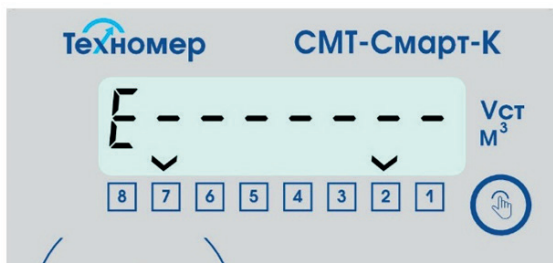 Техномер
СМТ-Смарт-К
E - - - - - - -
Vст
м³
8 7 6 5 4 3 2 1